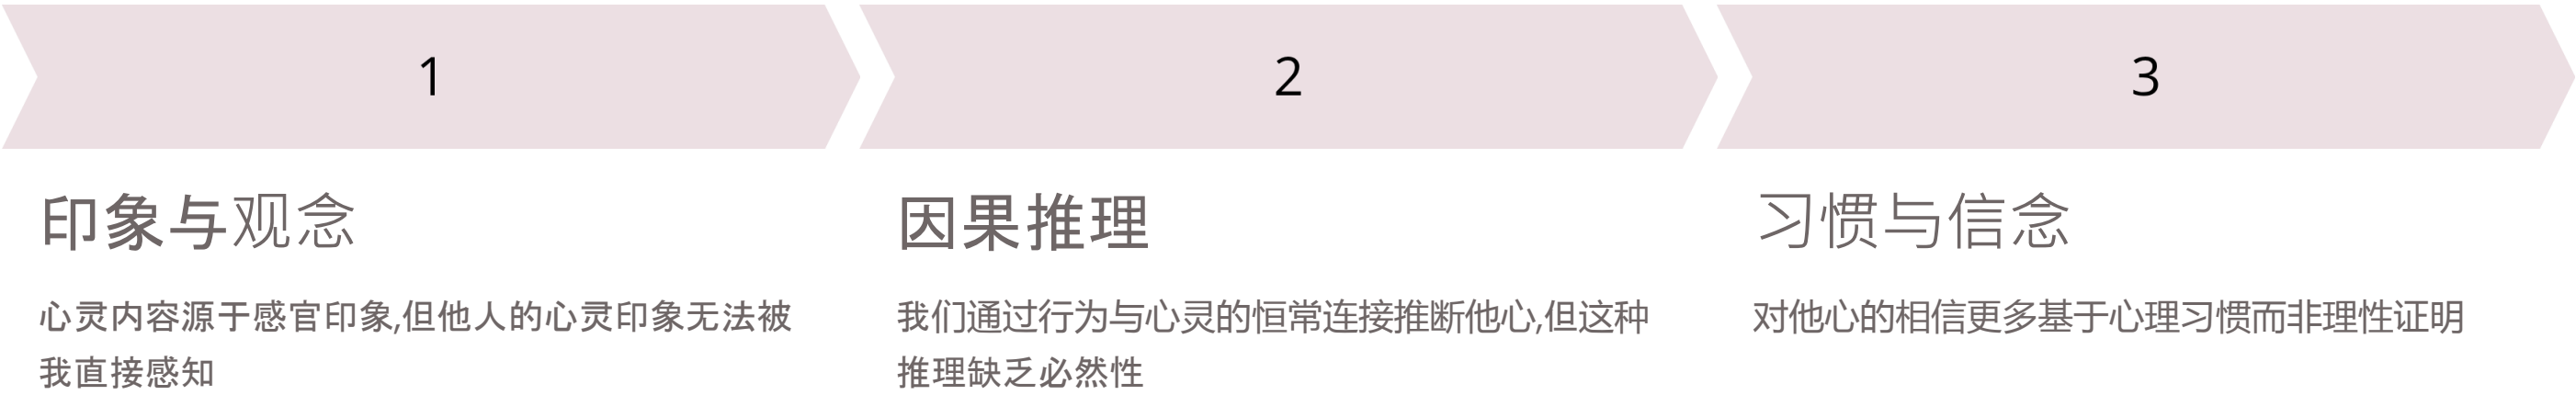 1
2
3
印象与观念
心灵内容源于感官印象,但他人的心灵印象无法被
我直接感知
因果推理
我们通过行为与心灵的恒常连接推断他心,但这种
推理缺乏必然性
习惯与信念
对他心的相信更多基于心理习惯而非理性证明